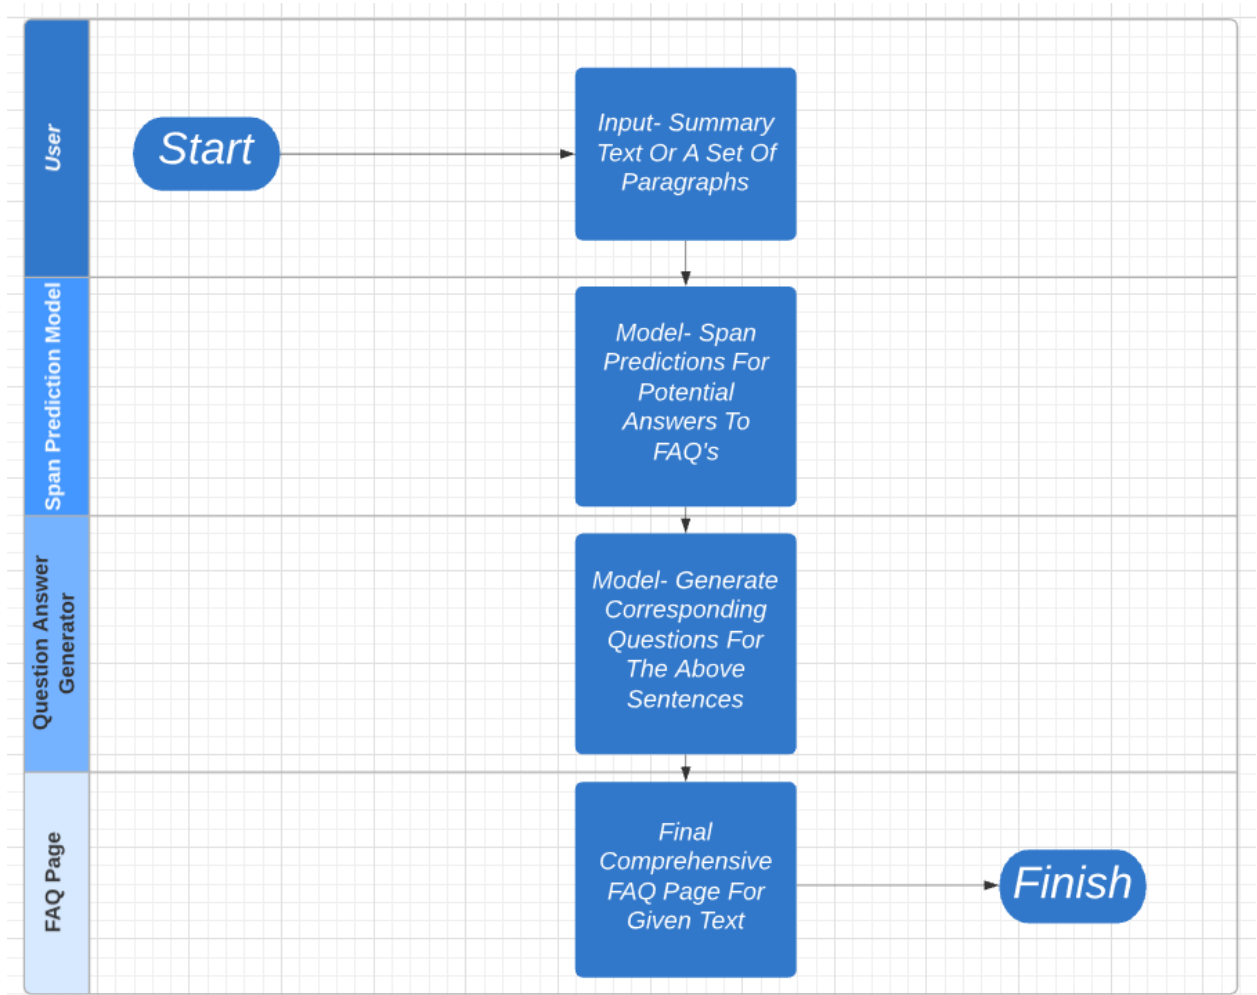 User
Start
Input- Summary
Text Or A Set Of
Paragraphs
Span Prediction Model
Model- Span
Predictions For
Potential
Answers To
FAQ's
Question Answer
Generator
Model- Generate
Corresponding
Questions For
The Above
Sentences
FAQ Page
Final
Comprehensive
FAQ Page For
Given Text
Finish